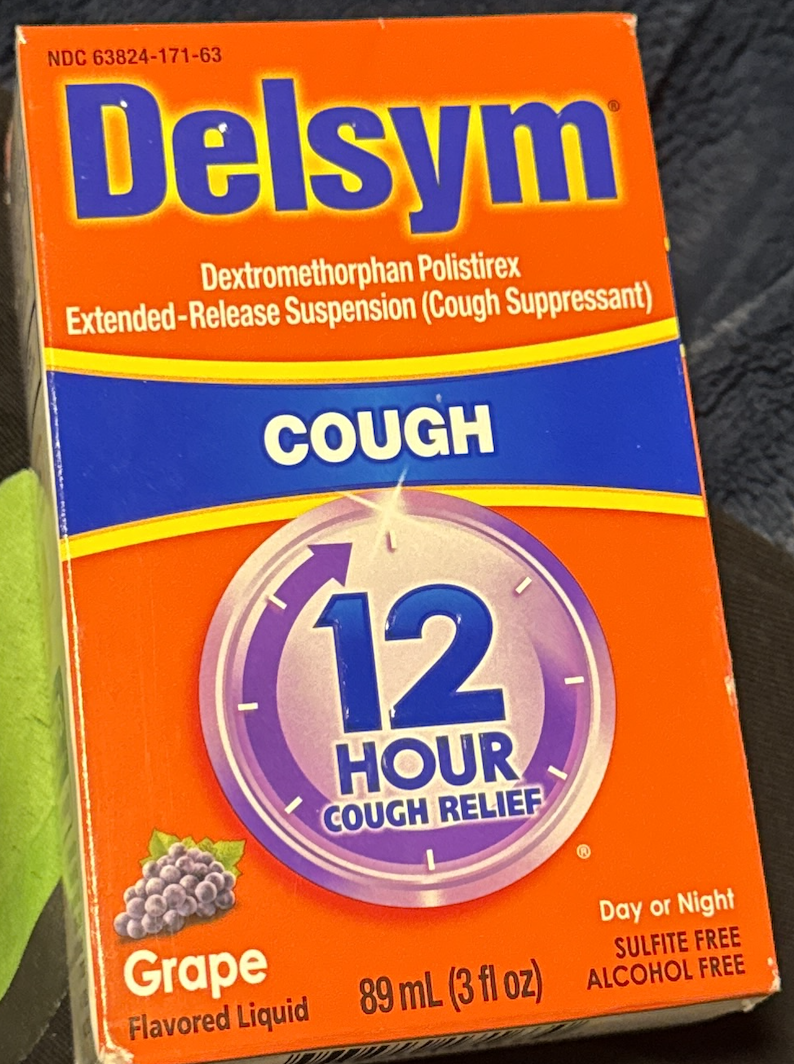 NDC 63824-171-63
Delsym®
Dextromethorphan Polistirex
Extended-Release Suspension (Cough Suppressant)
COUGH
12
HOUR
COUGH RELIEF
®
Day or Night
SULFITE FREE
ALCOHOL FREE
Grape
Flavored Liquid
89 mL (3 fl oz)